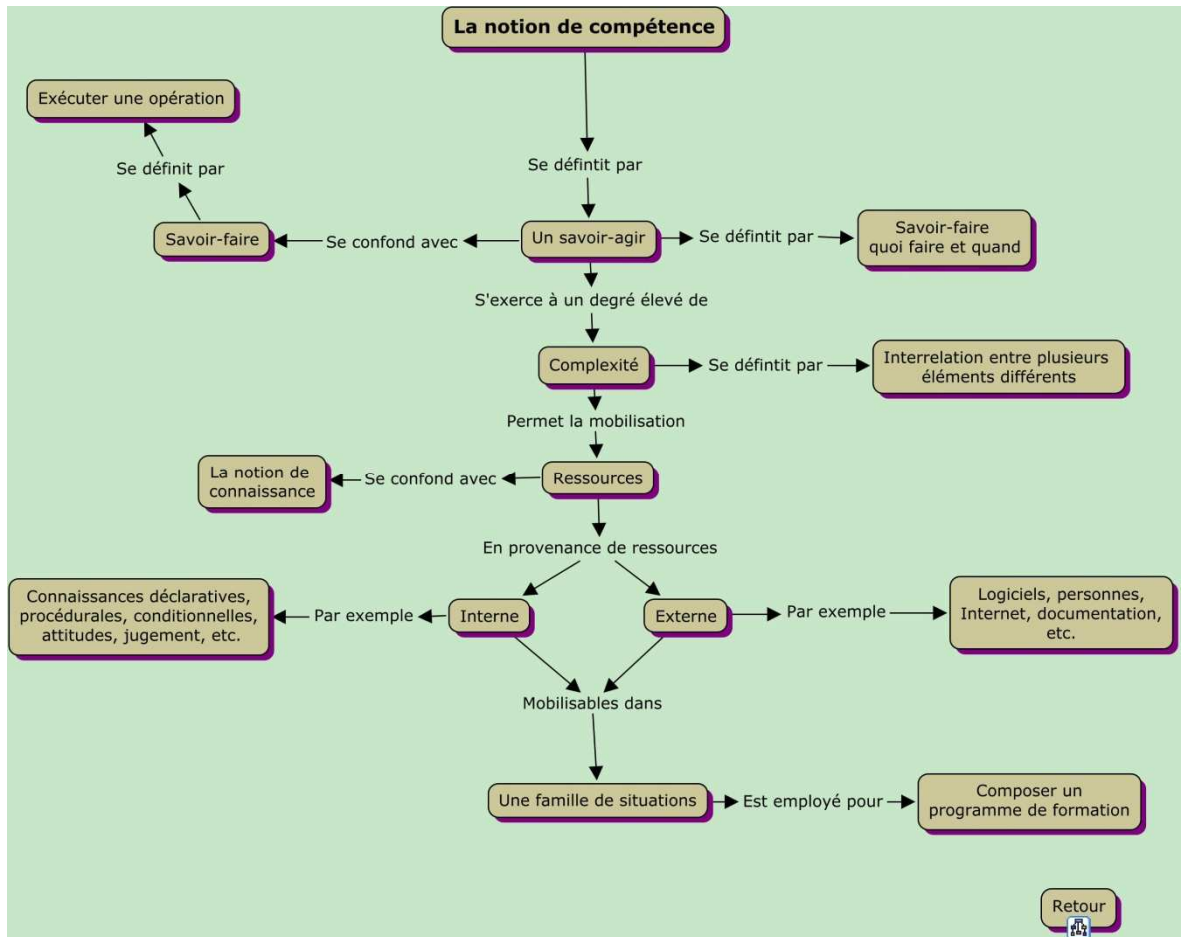 La notion de compétence
Exécuter une opération
Se définit par
Se défintit par
Savoir-faire
Se confond avec
Un savoir-agir
Se défintit par
Savoir-faire
quoi faire et quand
S'exerce à un degré élevé de
Complexité
Se défintit par
Interrelation entre plusieurs
éléments différents
Permet la mobilisation
La notion de
connaissance
Se confond avec
Ressources
En provenance de ressources
Connaissances déclaratives,
procédurales, conditionnelles,
attitudes, jugement, etc.
Par exemple
Interne
Externe
Par exemple
Logiciels, personnes,
Internet, documentation,
etc.
Mobilisables dans
Une famille de situations
Est employé pour
Composer un
programme de formation
Retour